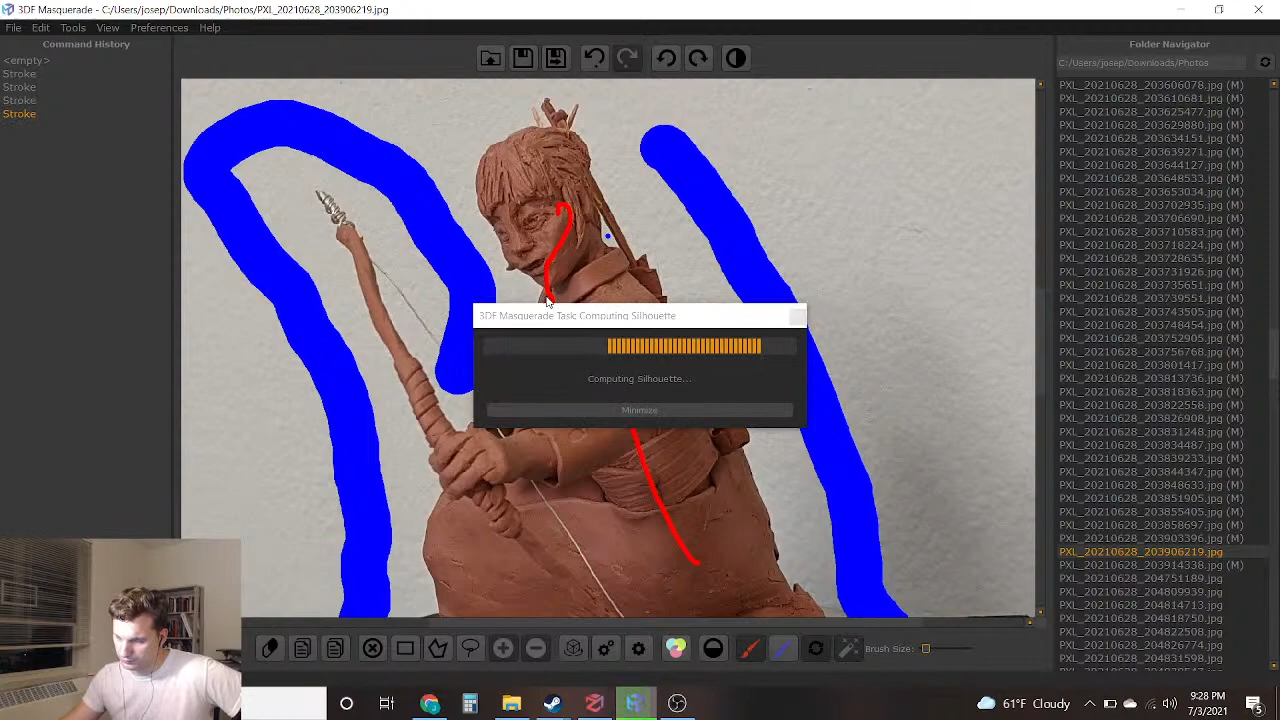 3DF Masquerade - C:/Users/josep/Downloads/Photos/PXL_20210628_203906219.jpg
File Edit Tools View Preferences Help
Command History
<empty>
Stroke
Stroke
Stroke
Stroke
Folder Navigator
C:/Users/josep/Downloads/Photos
PXL_20210628_203606078.jpg (M)
PXL_20210628_203610681.jpg (M)
PXL_20210628_203625477.jpg (M)
PXL_20210628_203629880.jpg (M)
PXL_20210628_203634151.jpg (M)
PXL_20210628_203639271.jpg (M)
PXL_20210628_203644127.jpg (M)
PXL_20210628_203648533.jpg (M)
PXL_20210628_203653034.jpg (M)
PXL_20210628_203702935.jpg (M)
PXL_20210628_203706690.jpg (M)
PXL_20210628_203710583.jpg (M)
PXL_20210628_203718224.jpg (M)
PXL_20210628_203725638.jpg (M)
PXL_20210628_203731926.jpg (M)
PXL_20210628_203739551.jpg (M)
PXL_20210628_203743505.jpg (M)
PXL_20210628_203748454.jpg (M)
PXL_20210628_203752905.jpg (M)
PXL_20210628_203756768.jpg (M)
PXL_20210628_203801417.jpg (M)
PXL_20210628_203813736.jpg (M)
PXL_20210628_203818381.jpg (M)
PXL_20210628_203822558.jpg (M)
PXL_20210628_203826908.jpg (M)
PXL_20210628_203831248.jpg (M)
PXL_20210628_203834487.jpg (M)
PXL_20210628_203839233.jpg (M)
PXL_20210628_203844347.jpg (M)
PXL_20210628_203848633.jpg (M)
PXL_20210628_203851905.jpg (M)
PXL_20210628_203855405.jpg (M)
PXL_20210628_203858697.jpg (M)
PXL_20210628_203903396.jpg (M)
PXL_20210628_203906219.jpg
PXL_20210628_203914338.jpg (M)
PXL_20210628_204751189.jpg
PXL_20210628_204809939.jpg
PXL_20210628_204814713.jpg
PXL_20210628_204818750.jpg
PXL_20210628_204822508.jpg
PXL_20210628_204826774.jpg
PXL_20210628_204831598.jpg
3DF Masquerade Task: Computing Silhouette
Computing Silhouette...
Minimize
Brush Size:
61°F Cloudy
9:28 PM
7/3/2021
5